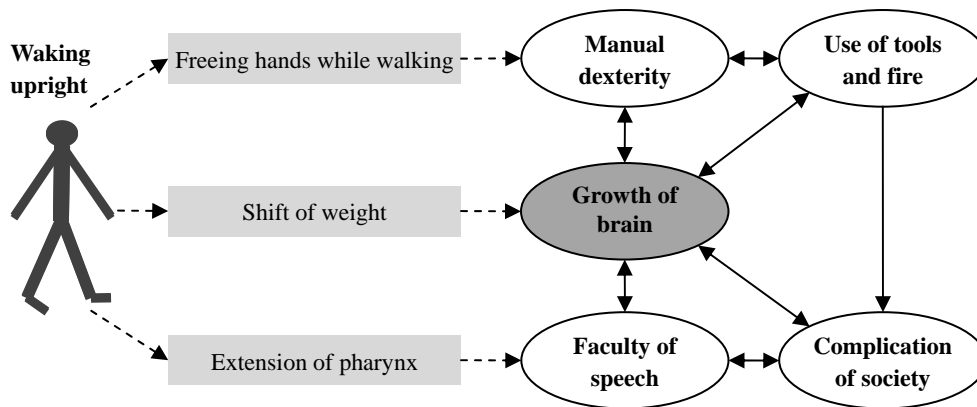 Waking
upright
Freeing hands while walking
Manual
dexterity
Use of tools
and fire
Shift of weight
Growth of
brain
Extension of pharynx
Faculty of
speech
Complication
of society